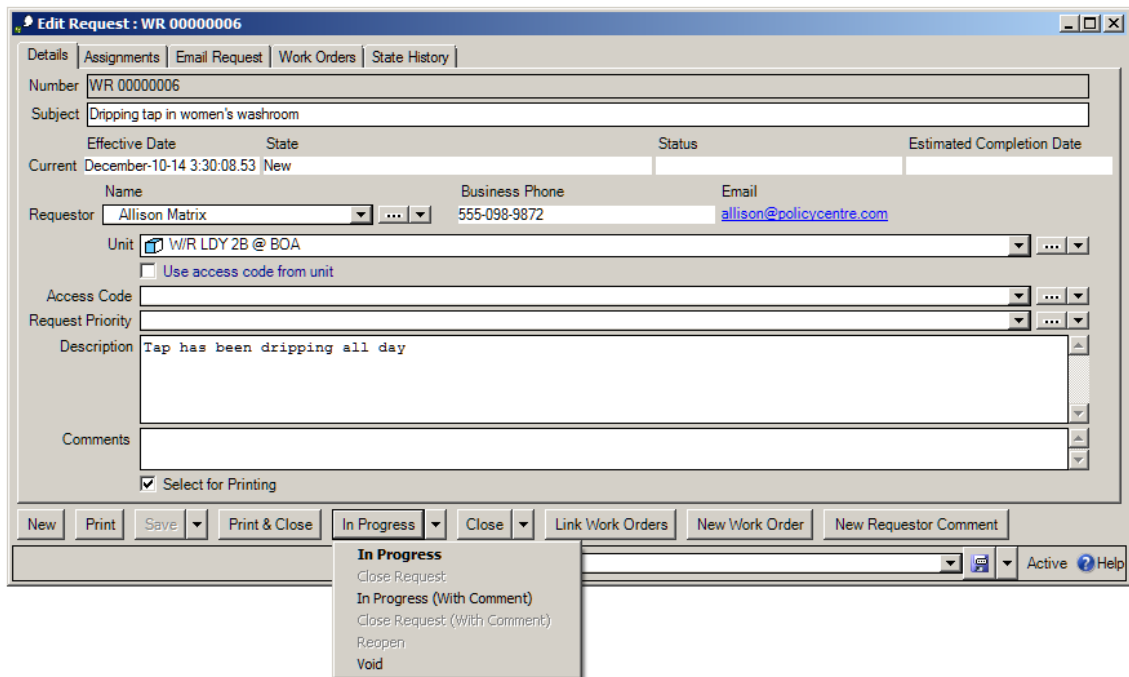 Edit Request : WR 00000006
Details Assignments Email Request Work Orders State History
Number WR 00000006
Subject Dripping tap in women's washroom
Effective Date State Status Estimated Completion Date
Current December-10-14 3:30:08.53 New
Name Business Phone Email
Requestor Allison Matrix ... 555-098-9872 allison@policycentre.com
Unit W/R LDY 2B @ BOA ...
Use access code from unit
Access Code ...
Request Priority ...
Description Tap has been dripping all day
Comments
Select for Printing
New Print Save Print & Close In Progress Close Link Work Orders New Work Order New Requestor Comment
Active Help
In Progress
Close Request
In Progress (With Comment)
Close Request (With Comment)
Reopen
Void